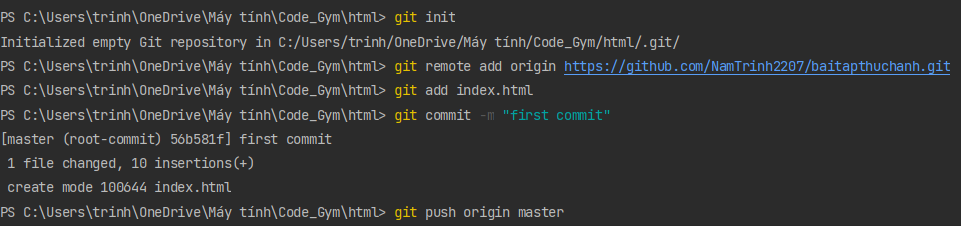 PS C:\Users\trinh\OneDrive\Máy tính\Code_Gym\html> git init
Initialized empty Git repository in C:/Users/trinh/OneDrive/Máy tính/Code_Gym/html/.git/
PS C:\Users\trinh\OneDrive\Máy tính\Code_Gym\html> git remote add origin https://github.com/NamTrinh2207/baitapthuchanh.git
PS C:\Users\trinh\OneDrive\Máy tính\Code_Gym\html> git add index.html
PS C:\Users\trinh\OneDrive\Máy tính\Code_Gym\html> git commit -m "first commit"
[master (root-commit) 56b581f] first commit
 1 file changed, 10 insertions(+)
 create mode 100644 index.html
PS C:\Users\trinh\OneDrive\Máy tính\Code_Gym\html> git push origin master